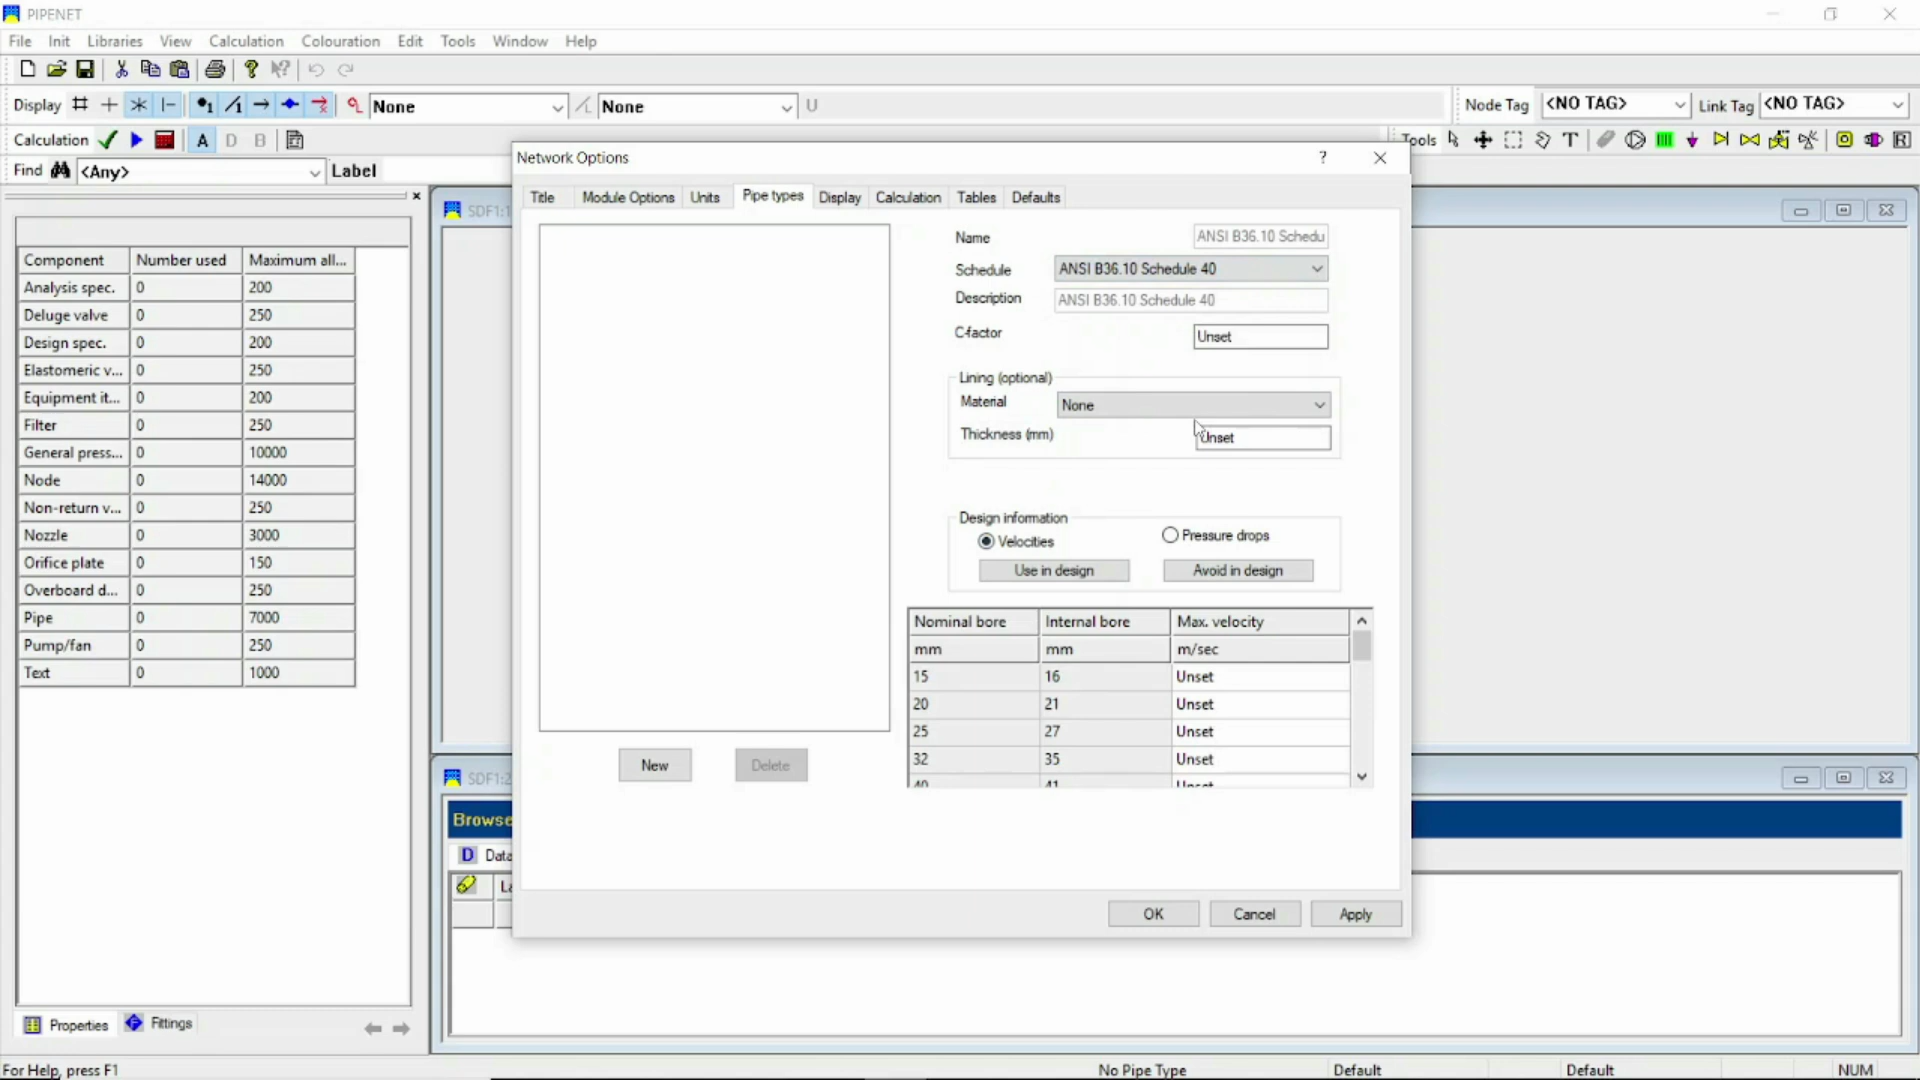 PIPENET
File Init Libraries View Calculation Colouration Edit Tools Window Help
Display None None U Node Tag <NO TAG> Link Tag <NO TAG>
Calculation A D B Tools T R
Find <Any> Label
Network Options ?
Title Module Options Units Pipe types Display Calculation Tables Defaults
SDF1:1
Component Number used Maximum all...
Analysis spec. 0 200
Deluge valve 0 250
Design spec. 0 200
Elastomeric v... 0 250
Equipment it... 0 200
Filter 0 250
General press... 0 10000
Node 0 14000
Non-return v... 0 250
Nozzle 0 3000
Orifice plate 0 150
Overboard d... 0 250
Pipe 0 7000
Pump/fan 0 250
Text 0 1000
Name ANSI B36.10 Schedu
Schedule ANSI B36.10 Schedule 40
Description ANSI B36.10 Schedule 40
C-factor Unset
Lining (optional)
Material None
Thickness (mm) Unset
Design information
Velocities Pressure drops
Use in design Avoid in design
Nominal bore Internal bore Max. velocity
mm mm m/sec
15 16 Unset
20 21 Unset
25 27 Unset
32 35 Unset
40 41 Unset
New Delete
SDF1:2
Browse
D Data
La
OK Cancel Apply
Properties Fittings
For Help, press F1 No Pipe Type Default Default NUM